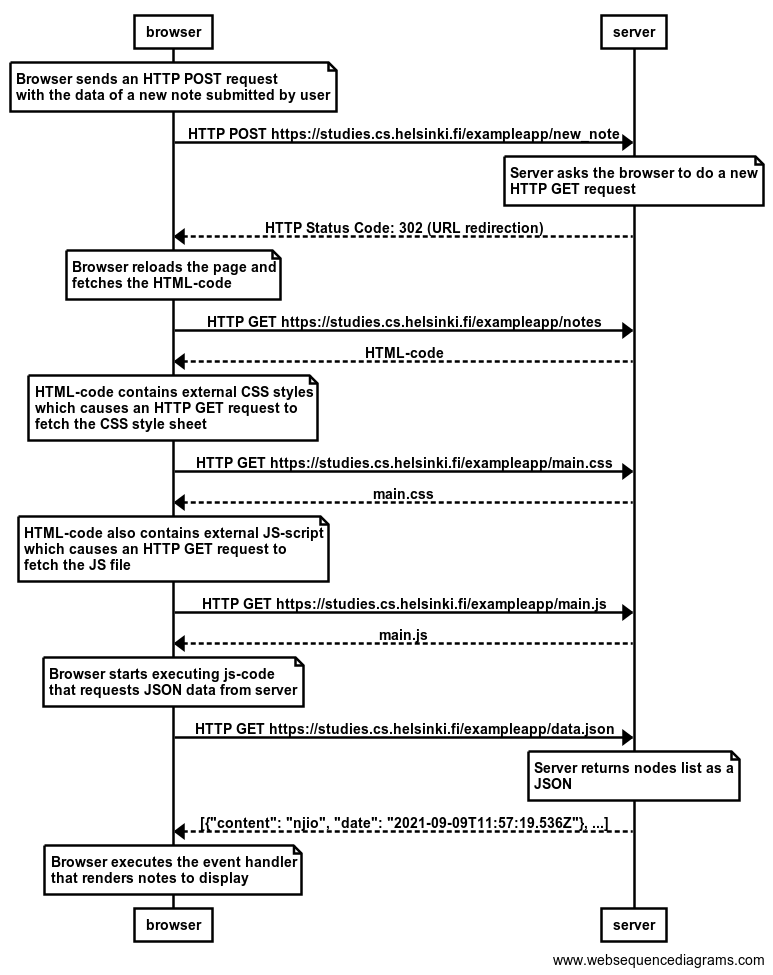 browser
server
Browser sends an HTTP POST request
with the data of a new note submitted by user
HTTP POST https://studies.cs.helsinki.fi/exampleapp/new_note
Server asks the browser to do a new
HTTP GET request
HTTP Status Code: 302 (URL redirection)
Browser reloads the page and
fetches the HTML-code
HTTP GET https://studies.cs.helsinki.fi/exampleapp/notes
HTML-code
HTML-code contains external CSS styles
which causes an HTTP GET request to
fetch the CSS style sheet
HTTP GET https://studies.cs.helsinki.fi/exampleapp/main.css
main.css
HTML-code also contains external JS-script
which causes an HTTP GET request to
fetch the JS file
HTTP GET https://studies.cs.helsinki.fi/exampleapp/main.js
main.js
Browser starts executing js-code
that requests JSON data from server
HTTP GET https://studies.cs.helsinki.fi/exampleapp/data.json
Server returns nodes list as a
JSON
[{"content": "njio", "date": "2021-09-09T11:57:19.536Z"}, ...]
Browser executes the event handler
that renders notes to display
browser
server
www.websequencediagrams.com